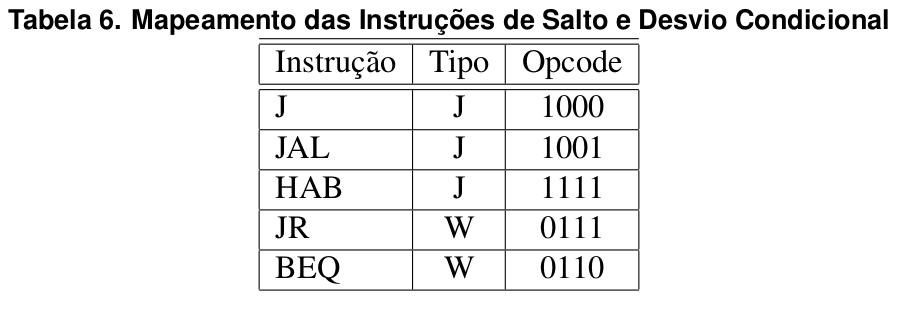 Tabela 6. Mapeamento das Instruções de Salto e Desvio Condicional
Instrução Tipo Opcode
J J 1000
JAL J 1001
HAB J 1111
JR W 0111
BEQ W 0110